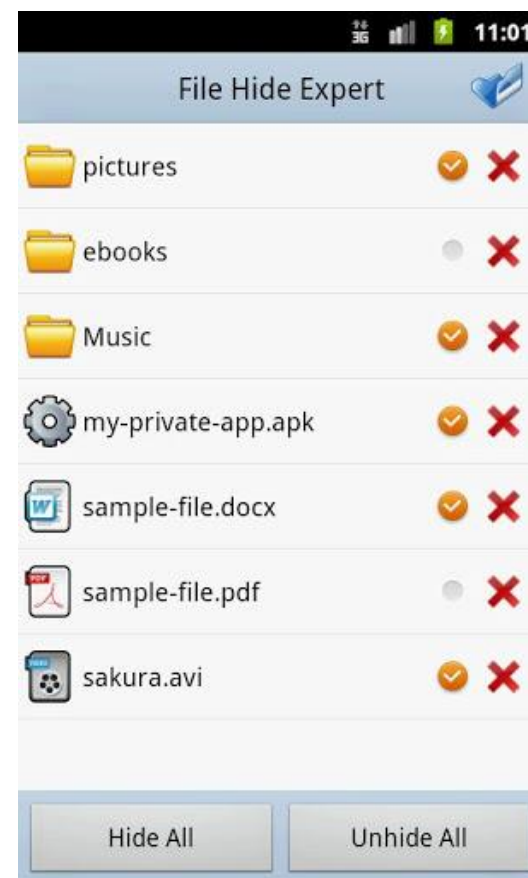 3G 11:01
File Hide Expert
pictures
ebooks
Music
my-private-app.apk
sample-file.docx
sample-file.pdf
sakura.avi
Hide All Unhide All